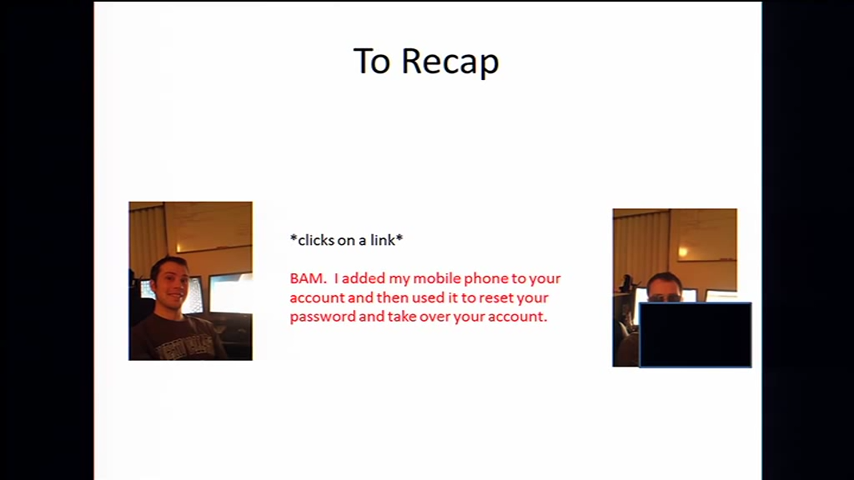 To Recap
*clicks on a link*
BAM.  I added my mobile phone to your
account and then used it to reset your
password and take over your account.